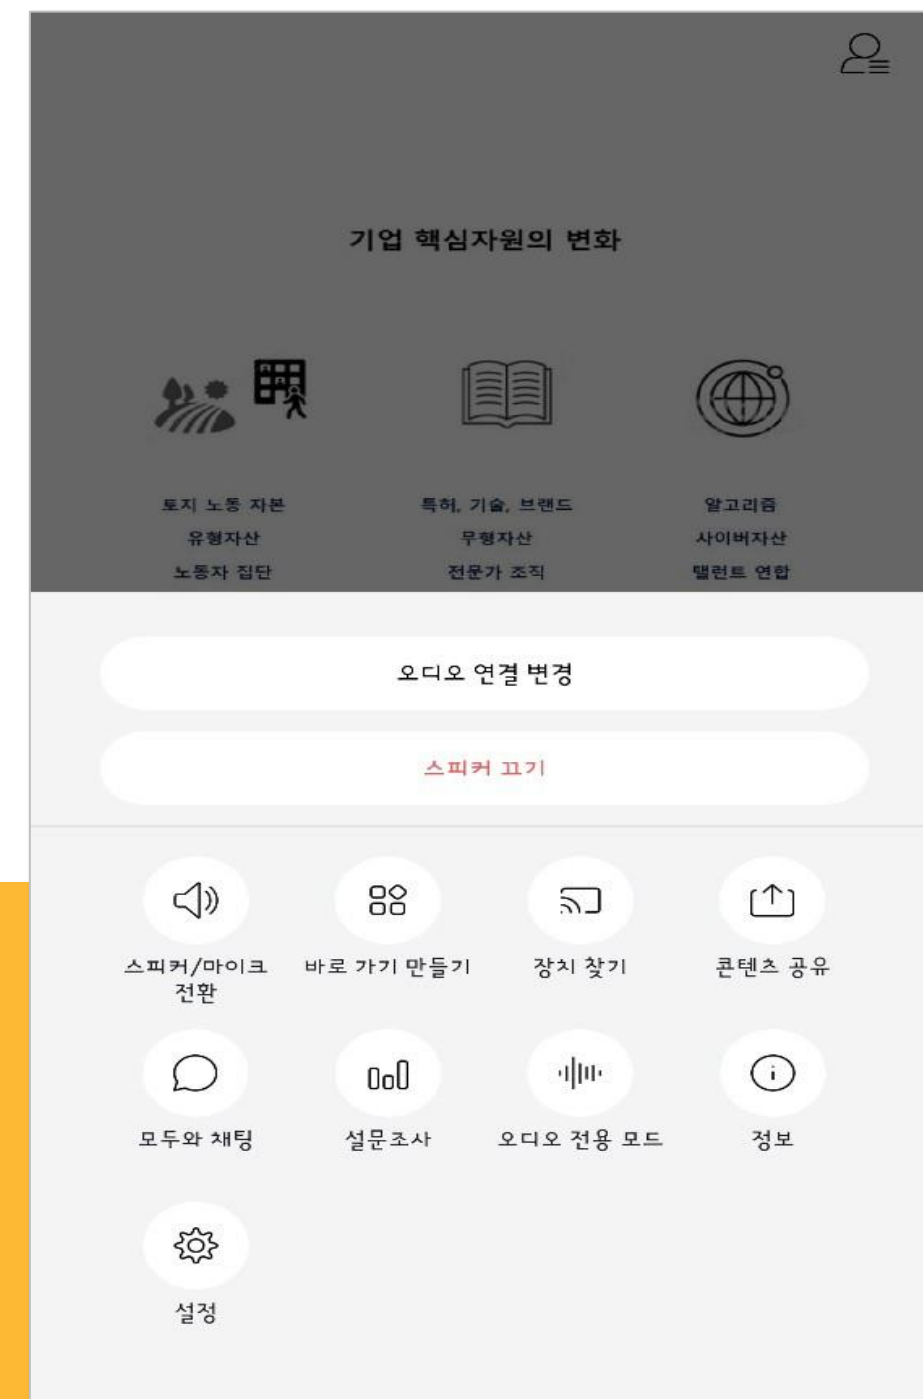 기업 핵심자원의 변화
토지 노동 자본 특허, 기술, 브랜드 알고리즘
유형자산 무형자산 사이버자산
노동자 집단 전문가 조직 탤런트 연합
오디오 연결 변경
스피커 끄기
스피커/마이크 바로 가기 만들기 장치 찾기 콘텐츠 공유
전환
모두와 채팅 설문조사 오디오 전용 모드 정보
설정